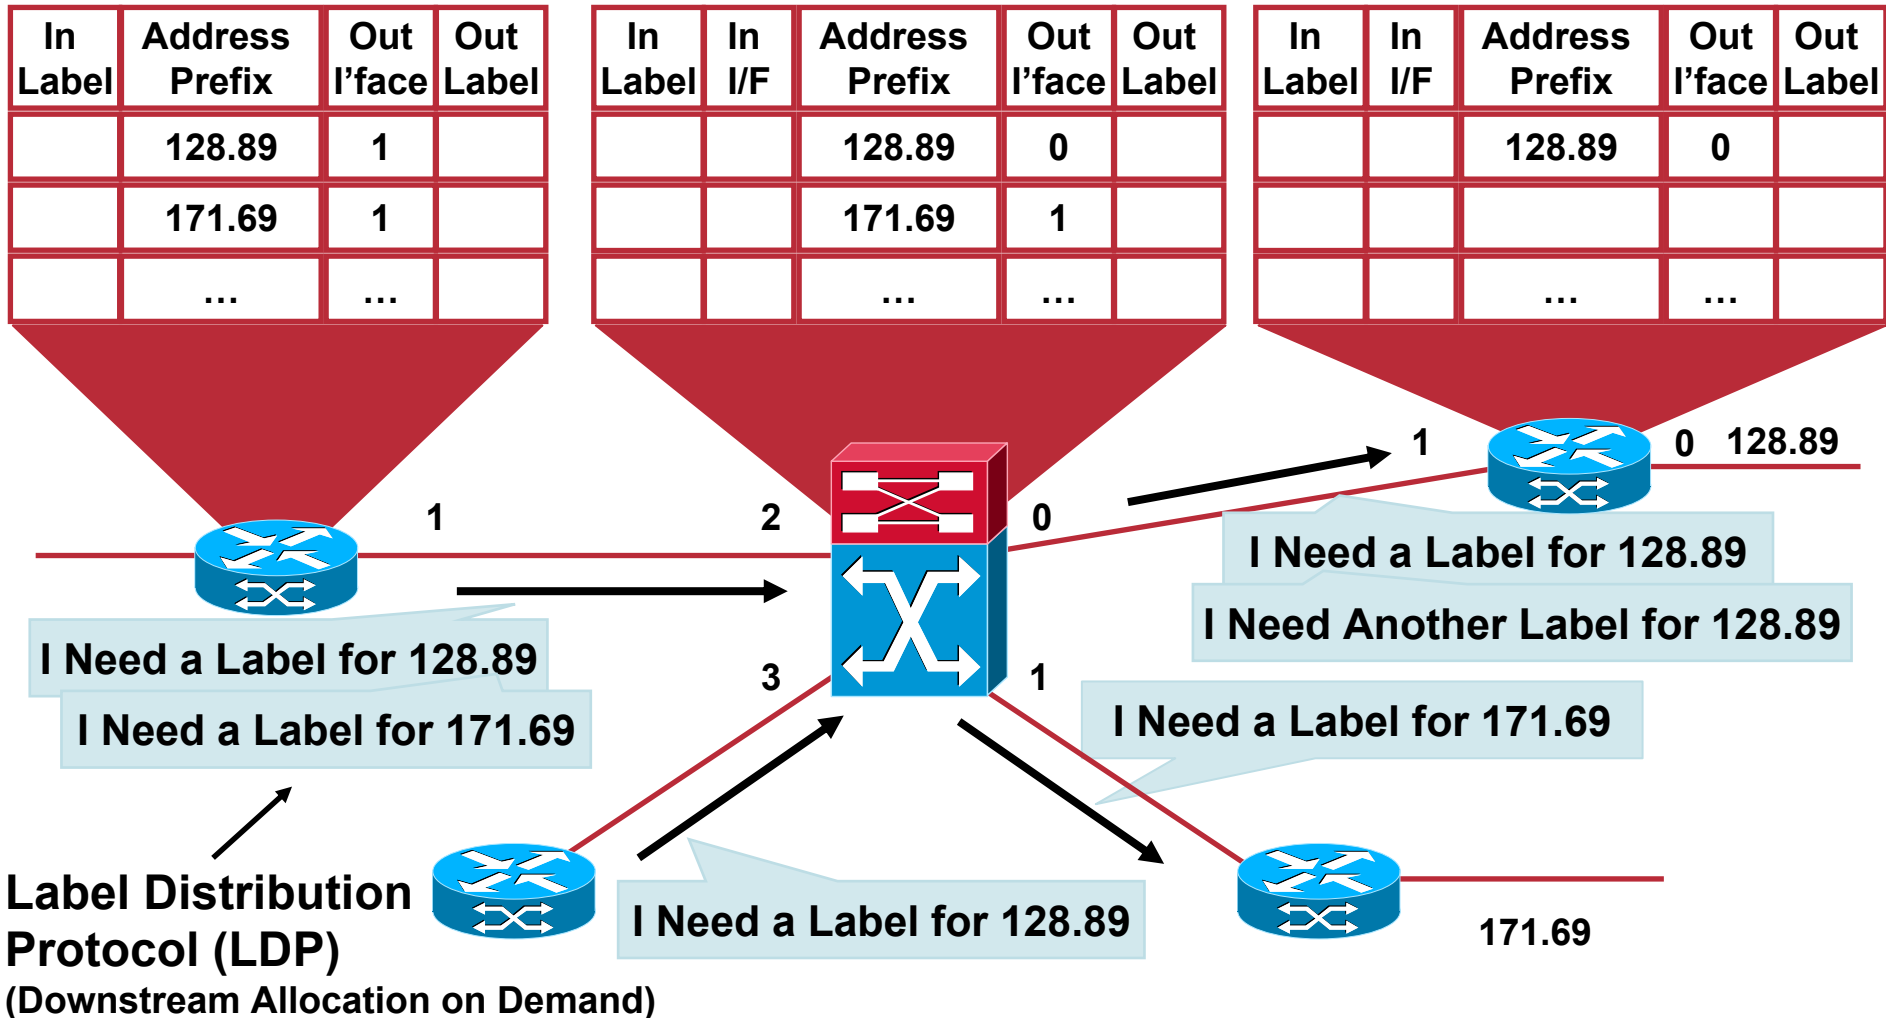 In Label Address Prefix Out I’face Out Label
128.89 1
171.69 1
... ...
In Label In I/F Address Prefix Out I’face Out Label
128.89 0
171.69 1
... ...
In Label In I/F Address Prefix Out I’face Out Label
128.89 0
... ...
1 2 0 1 0 128.89
3 1
I Need a Label for 128.89
I Need Another Label for 128.89
I Need a Label for 128.89
I Need a Label for 171.69
I Need a Label for 171.69
I Need a Label for 128.89
171.69
Label Distribution
Protocol (LDP)
(Downstream Allocation on Demand)